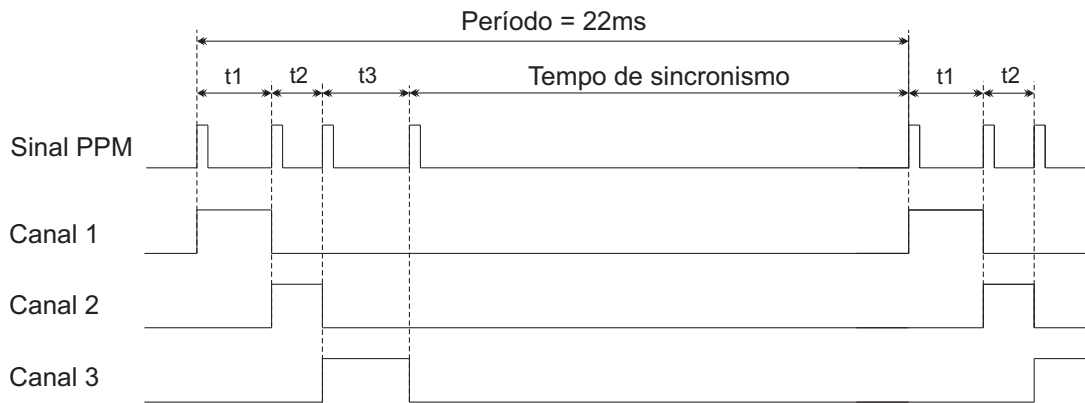 Período = 22ms
t1 t2 t3 Tempo de sincronismo t1 t2
Sinal PPM
Canal 1
Canal 2
Canal 3